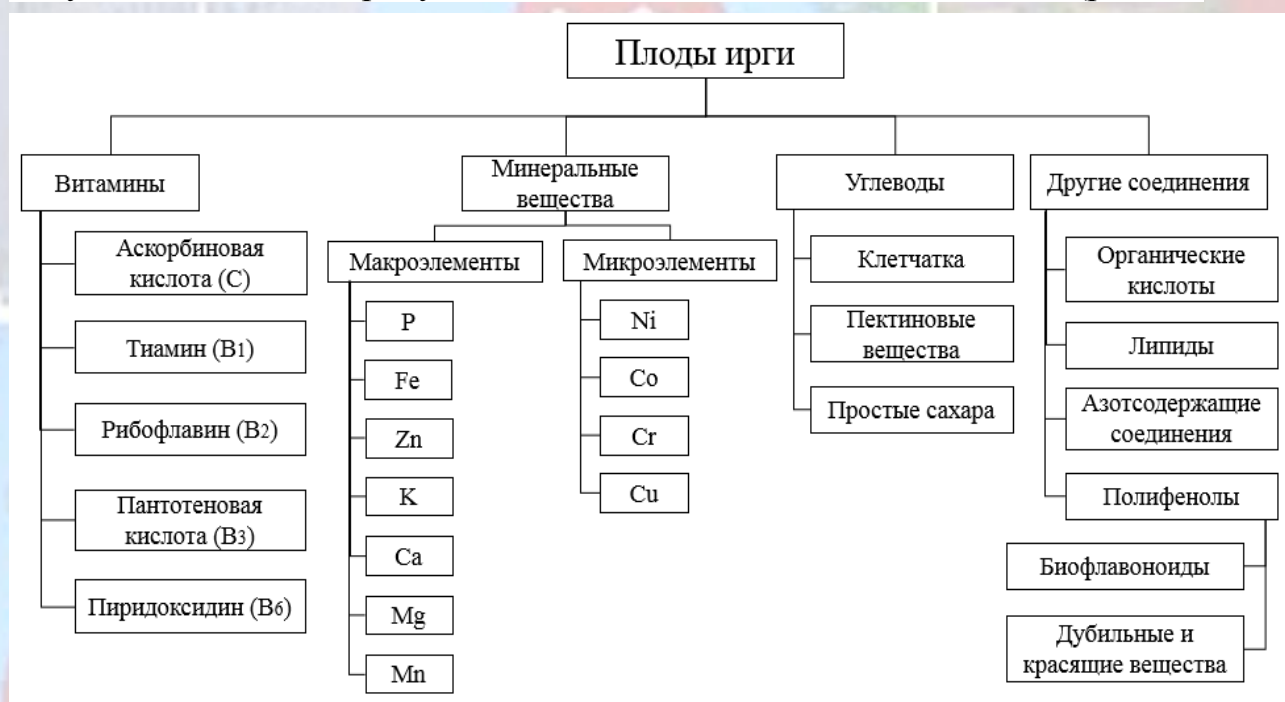 Плоды ирги
Витамины
Аскорбиновая
кислота (С)
Тиамин (В1)
Рибофлавин (В2)
Пантотеновая
кислота (В3)
Пиридоксидин (В6)
Минеральные
вещества
Макроэлементы
P
Fe
Zn
K
Ca
Mg
Mn
Микроэлементы
Ni
Co
Cr
Cu
Углеводы
Клетчатка
Пектиновые
вещества
Простые сахара
Другие соединения
Органические
кислоты
Липиды
Азотсодержащие
соединения
Полифенолы
Биофлавоноиды
Дубильные и
красящие вещества